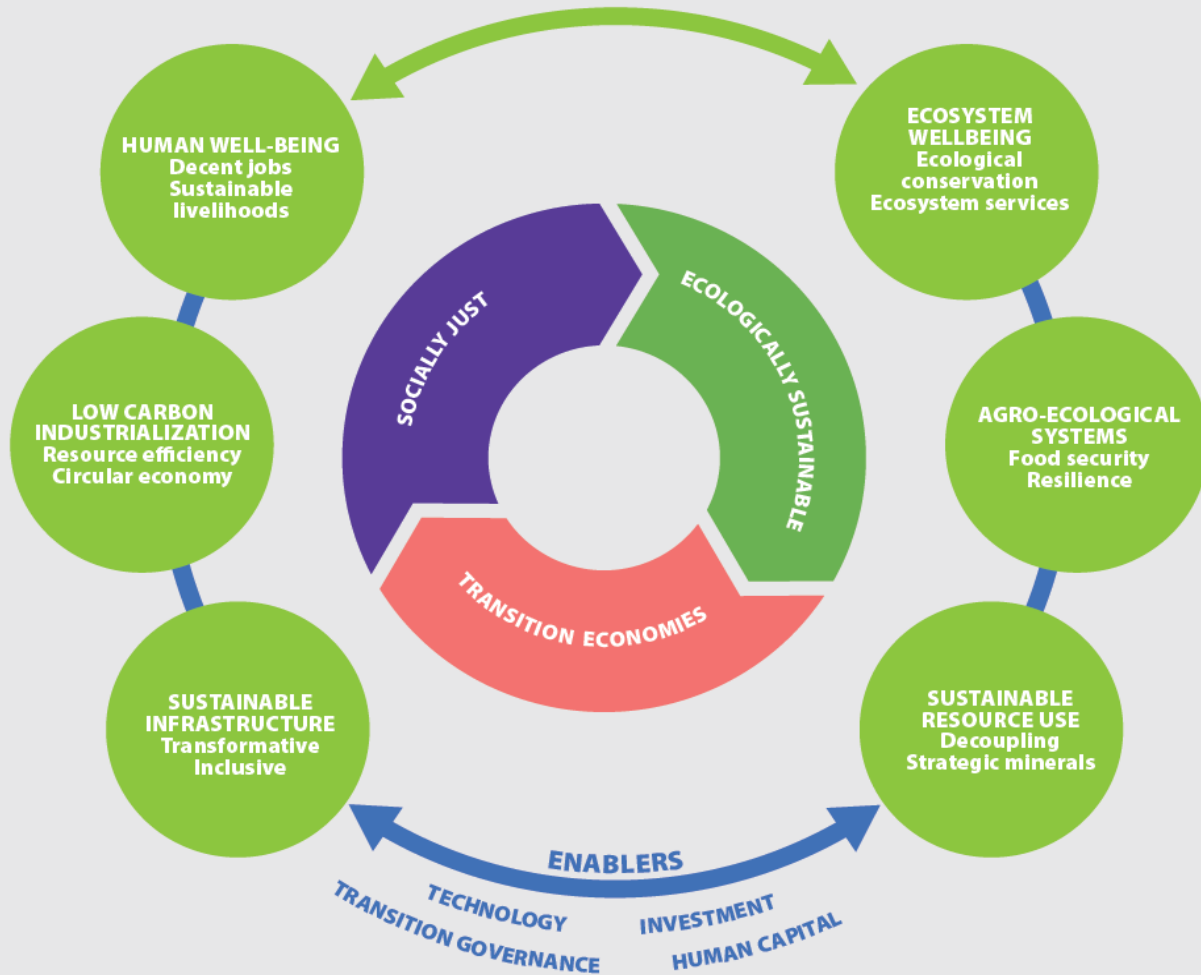 HUMAN WELL-BEING
Decent jobs
Sustainable
livelihoods
ECOSYSTEM
WELLBEING
Ecological
conservation
Ecosystem services
SOCIALLY JUST
ECOLOGICALLY SUSTAINABLE
LOW CARBON
INDUSTRIALIZATION
Resource efficiency
Circular economy
AGRO-ECOLOGICAL
SYSTEMS
Food security
Resilience
TRANSITION ECONOMIES
SUSTAINABLE
INFRASTRUCTURE
Transformative
Inclusive
SUSTAINABLE
RESOURCE USE
Decoupling
Strategic minerals
ENABLERS
TECHNOLOGY
INVESTMENT
TRANSITION GOVERNANCE
HUMAN CAPITAL